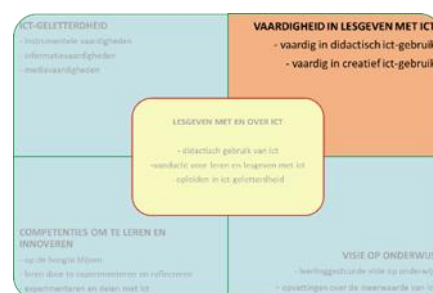 ICT-GELETTERDHEID
- instrumentele vaardigheden
- informatievaardigheden
- mediavaardigheden
VAARDIGHEID IN LESGEVEN MET ICT
- vaardig in didactisch ict-gebruik
- vaardig in creatief ict-gebruik
LESGEVEN MET EN OVER ICT
- didactisch gebruik van ict
-aandacht voor leren en lesgeven met ict
- opleiden in ict geletterdheid
COMPETENTIES OM TE LEREN EN
INNOVEREN
- op de hoogte blijven
- leren door te experimenteren en reflecteren
- experimenteren en delen met ict
VISIE OP ONDERWIJS
- leerlinggestuurde visie op onderwijs
- opvattingen over de meerwaarde van ict